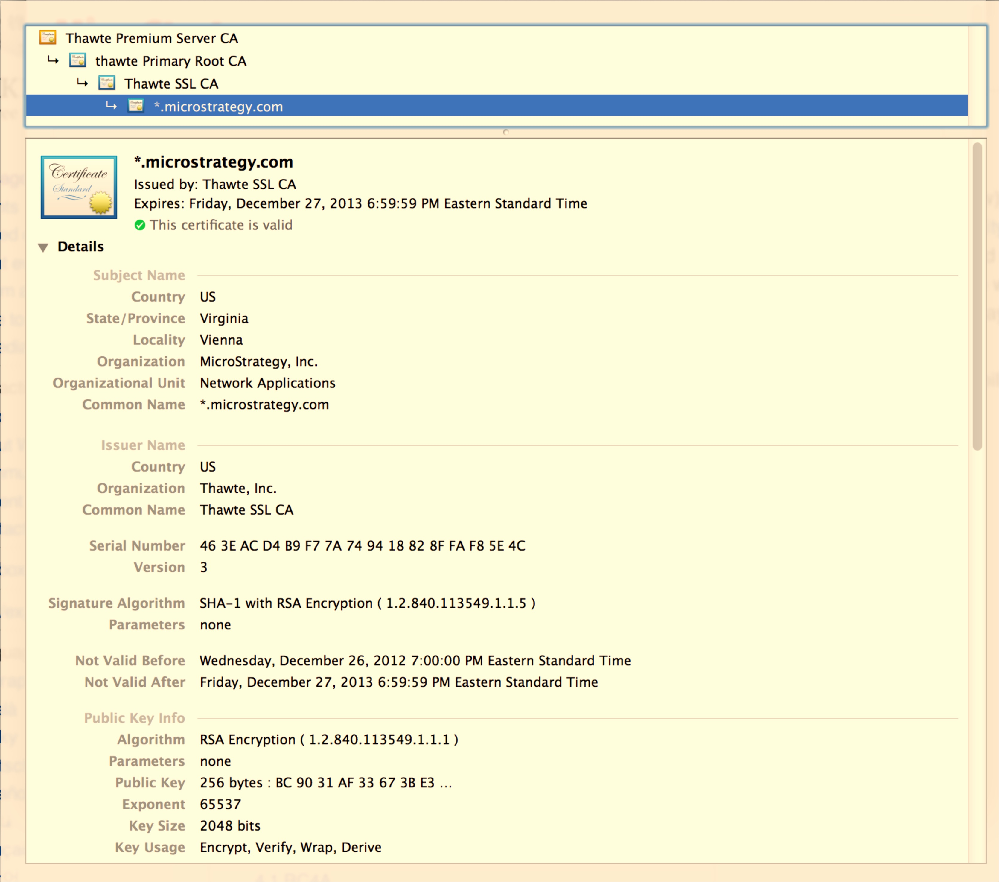 Thawte Premium Server CA
↳ thawte Primary Root CA
↳ Thawte SSL CA
↳ *.microstrategy.com
Certificate
Standard
*.microstrategy.com
Issued by: Thawte SSL CA
Expires: Friday, December 27, 2013 6:59:59 PM Eastern Standard Time
This certificate is valid
Details
Subject Name
Country US
State/Province Virginia
Locality Vienna
Organization MicroStrategy, Inc.
Organizational Unit Network Applications
Common Name *.microstrategy.com
Issuer Name
Country US
Organization Thawte, Inc.
Common Name Thawte SSL CA
Serial Number 46 3E AC D4 B9 F7 7A 74 94 18 82 8F FA F8 5E 4C
Version 3
Signature Algorithm SHA-1 with RSA Encryption ( 1.2.840.113549.1.1.5 )
Parameters none
Not Valid Before Wednesday, December 26, 2012 7:00:00 PM Eastern Standard Time
Not Valid After Friday, December 27, 2013 6:59:59 PM Eastern Standard Time
Public Key Info
Algorithm RSA Encryption ( 1.2.840.113549.1.1.1 )
Parameters none
Public Key 256 bytes : BC 90 31 AF 33 67 3B E3 ...
Exponent 65537
Key Size 2048 bits
Key Usage Encrypt, Verify, Wrap, Derive